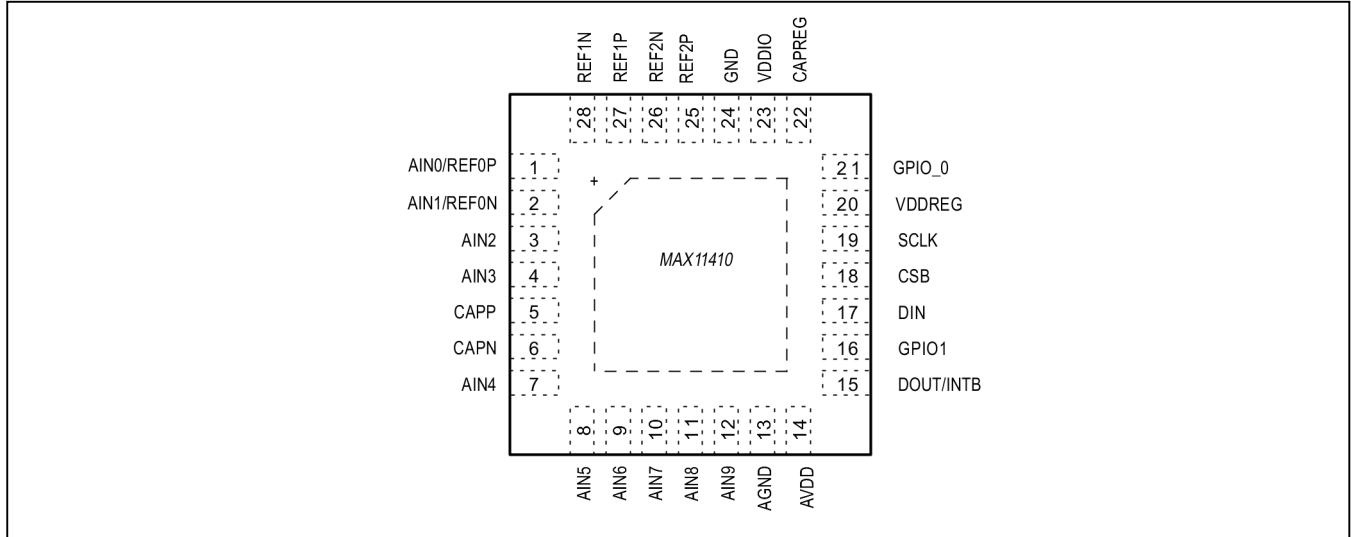 REF1N
REF1P
REF2N
REF2P
GND
VDDIO
CAPREG
28
27
26
25
24
23
22
AIN0/REF0P 1
AIN1/REF0N 2
AIN2 3
AIN3 4
CAPP 5
CAPN 6
AIN4 7
+
MAX11410
21 GPIO_0
20 VDDREG
19 SCLK
18 CSB
17 DIN
16 GPIO1
15 DOUT/INTB
8
9
10
11
12
13
14
AIN5
AIN6
AIN7
AIN8
AIN9
AGND
AVDD